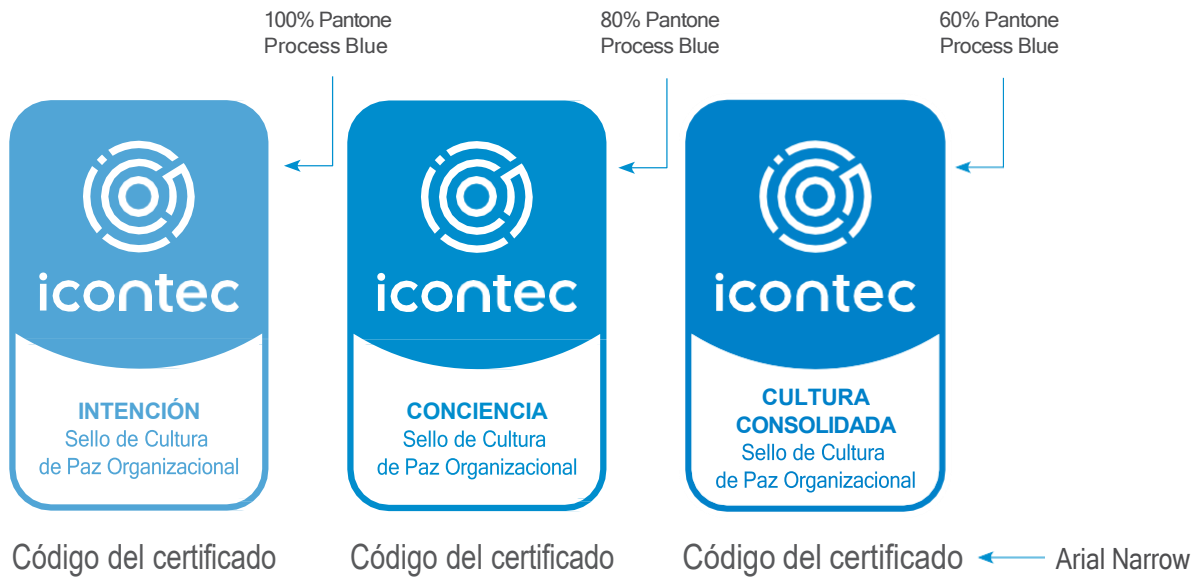 100% Pantone
Process Blue
80% Pantone
Process Blue
60% Pantone
Process Blue
icontec
INTENCIÓN
Sello de Cultura
de Paz Organizacional
icontec
CONCIENCIA
Sello de Cultura
de Paz Organizacional
icontec
CULTURA
CONSOLIDADA
Sello de Cultura
de Paz Organizacional
Código del certificado
Código del certificado
Código del certificado
Arial Narrow